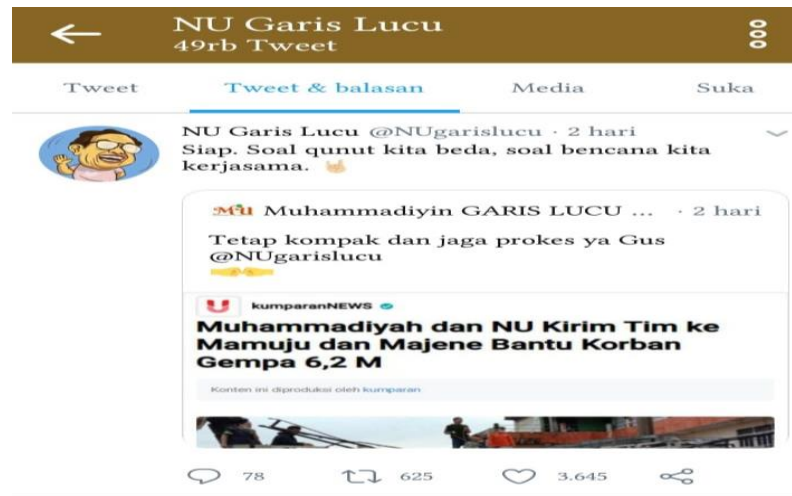 NU Garis Lucu
49rb Tweet
Tweet Tweet & balasan Media Suka
NU Garis Lucu @NUgarislucu · 2 hari
Siap. Soal qunut kita beda, soal bencana kita
kerjasama. 🤟🏻
MU Muhammadiyin GARIS LUCU ... · 2 hari
Tetap kompak dan jaga prokes ya Gus
@NUgarislucu
kumparanNEWS
Muhammadiyah dan NU Kirim Tim ke
Mamuju dan Majene Bantu Korban
Gempa 6,2 M
Konten ini diproduksi oleh kumparan
78 625 3.645